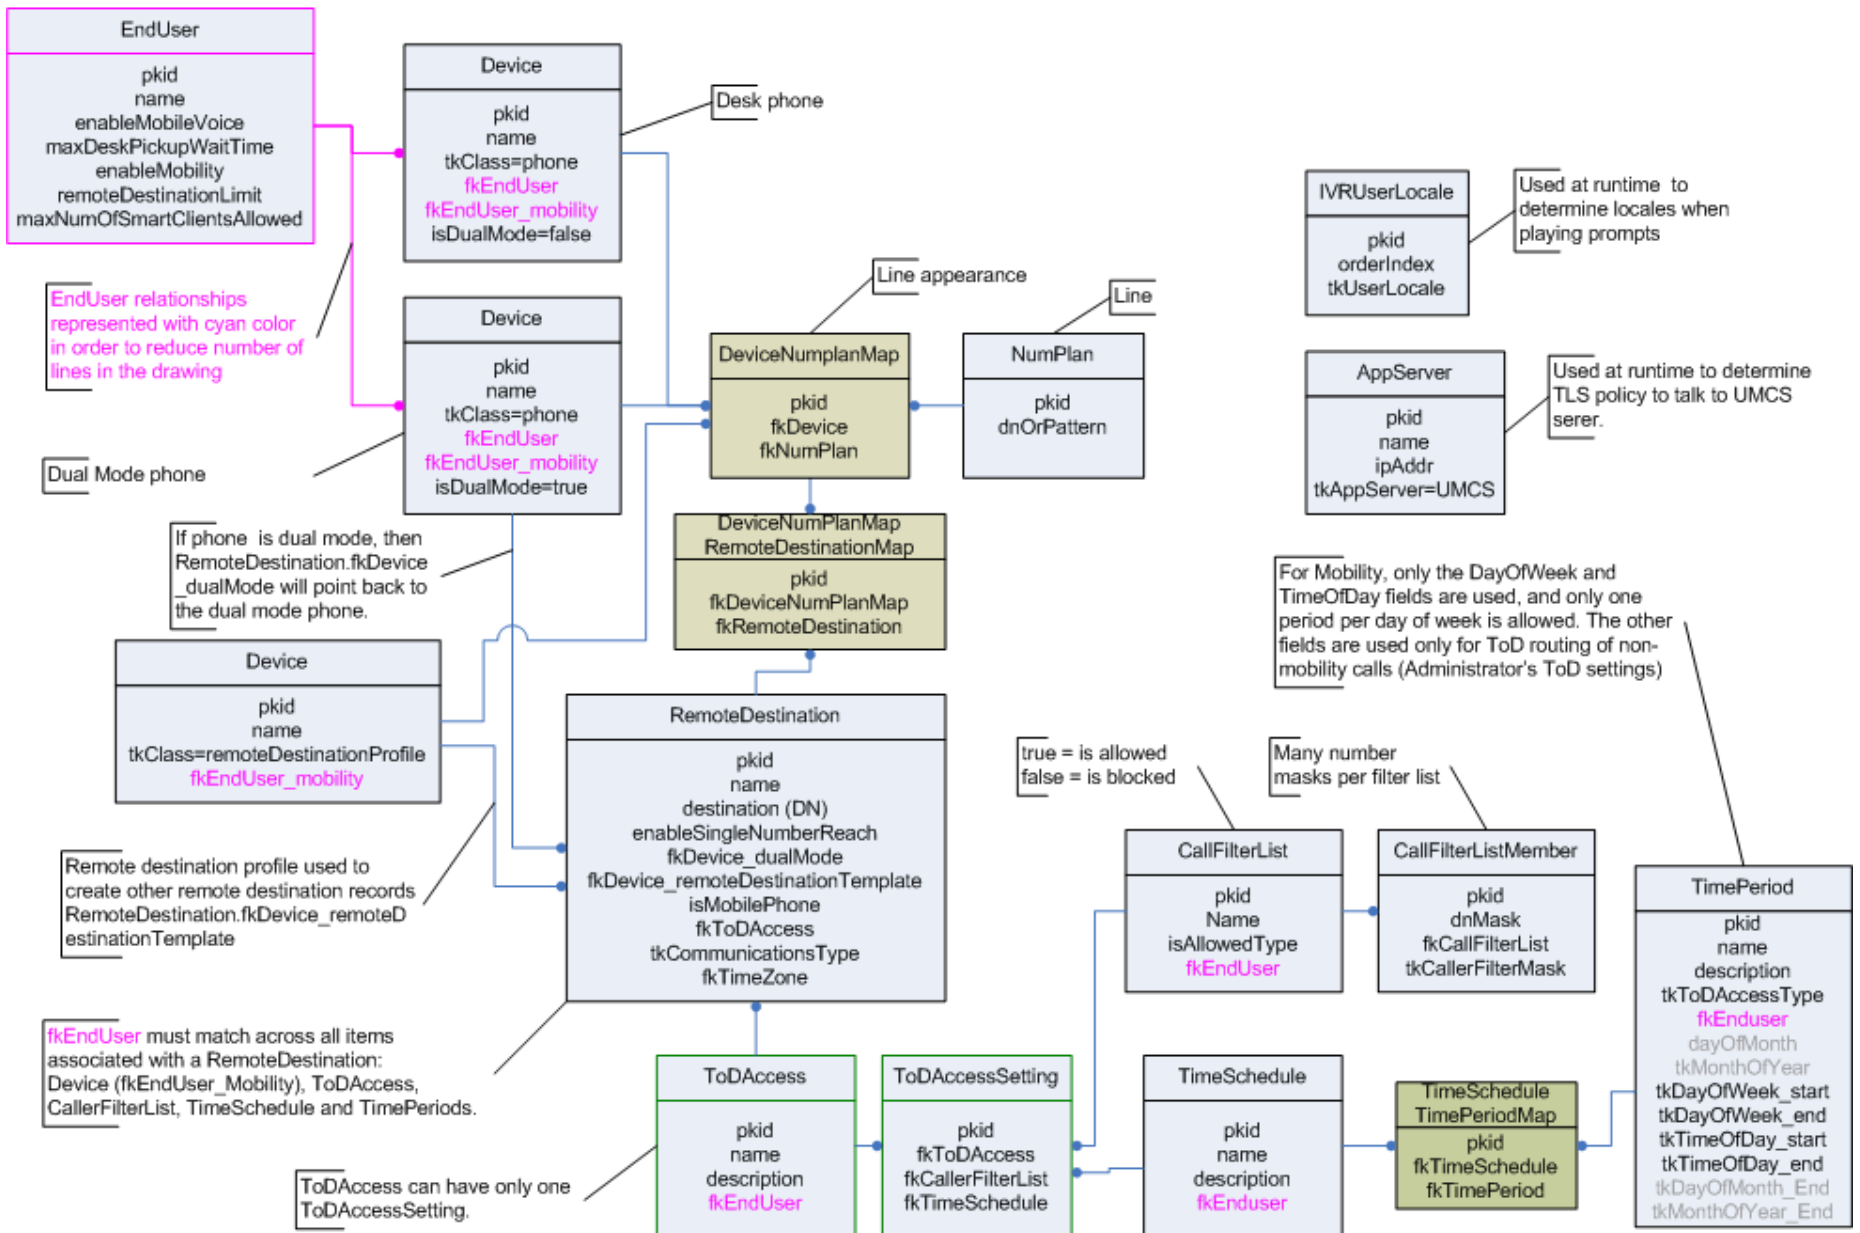 EndUser
pkid
name
enableMobileVoice
maxDeskPickupWaitTime
enableMobility
remoteDestinationLimit
maxNumOfSmartClientsAllowed
Device
pkid
name
tkClass=phone
fkEndUser
fkEndUser_mobility
isDualMode=false
Desk phone
EndUser relationships
represented with cyan color
in order to reduce number of
lines in the drawing
Device
pkid
name
tkClass=phone
fkEndUser
fkEndUser_mobility
isDualMode=true
Dual Mode phone
Line appearance
Line
DeviceNumplanMap
pkid
fkDevice
fkNumPlan
NumPlan
pkid
dnOrPattern
IVRUserLocale
pkid
orderIndex
tkUserLocale
Used at runtime to
determine locales when
playing prompts
AppServer
pkid
name
ipAddr
tkAppServer=UMCS
Used at runtime to determine
TLS policy to talk to UMCS
serer.
If phone is dual mode, then
RemoteDestination.fkDevice
_dualMode will point back to
the dual mode phone.
DeviceNumPlanMap
RemoteDestinationMap
pkid
fkDeviceNumPlanMap
fkRemoteDestination
For Mobility, only the DayOfWeek and
TimeOfDay fields are used, and only one
period per day of week is allowed. The other
fields are used only for ToD routing of non-
mobility calls (Administrator's ToD settings)
Device
pkid
name
tkClass=remoteDestinationProfile
fkEndUser_mobility
RemoteDestination
pkid
name
destination (DN)
enableSingleNumberReach
fkDevice_dualMode
fkDevice_remoteDestinationTemplate
isMobilePhone
fkToDAccess
tkCommunicationsType
fkTimeZone
true = is allowed
false = is blocked
Many number
masks per filter list
Remote destination profile used to
create other remote destination records
RemoteDestination.fkDevice_remoteD
estinationTemplate
CallFilterList
pkid
Name
isAllowedType
fkEndUser
CallFilterListMember
pkid
dnMask
fkCallFilterList
tkCallerFilterMask
TimePeriod
pkid
name
description
tkToDAccessType
fkEnduser
dayOfMonth
tkMonthOfYear
tkDayOfWeek_start
tkDayOfWeek_end
tkTimeOfDay_start
tkTimeOfDay_end
tkDayOfMonth_End
tkMonthOfYear_End
fkEndUser must match across all items
associated with a RemoteDestination:
Device (fkEndUser_Mobility), ToDAccess,
CallerFilterList, TimeSchedule and TimePeriods.
ToDAccess can have only one
ToDAccessSetting.
ToDAccess
pkid
name
description
fkEndUser
ToDAccessSetting
pkid
fkToDAccess
fkCallerFilterList
fkTimeSchedule
TimeSchedule
pkid
name
description
fkEnduser
TimeSchedule
TimePeriodMap
pkid
fkTimeSchedule
fkTimePeriod